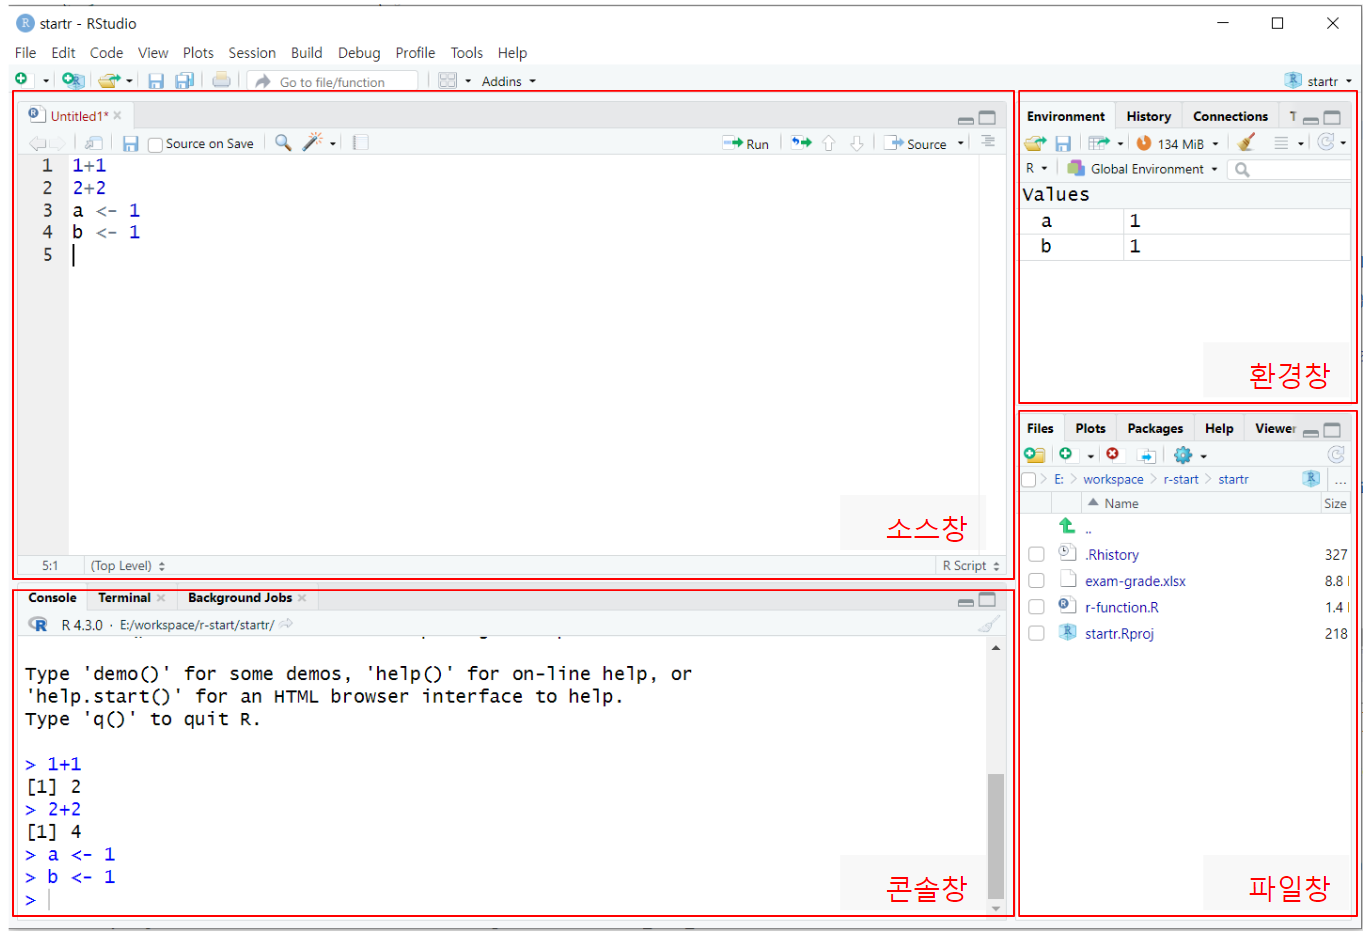 startr - RStudio
File Edit Code View Plots Session Build Debug Profile Tools Help
Go to file/function Addins startr
Untitled1*
Source on Save Run Source
1 1+1
2 2+2
3 a <- 1
4 b <- 1
5
소스창
5:1 (Top Level) R Script
Console Terminal Background Jobs
R 4.3.0 · E:/workspace/r-start/startr/
Type 'demo()' for some demos, 'help()' for on-line help, or
'help.start()' for an HTML browser interface to help.
Type 'q()' to quit R.
> 1+1
[1] 2
> 2+2
[1] 4
> a <- 1
> b <- 1
>
콘솔창
Environment History Connections T
134 MiB
R Global Environment
Values
a 1
b 1
환경창
Files Plots Packages Help Viewer
E: workspace r-start startr ...
Name Size
..
.Rhistory 327
exam-grade.xlsx 8.8
r-function.R 1.4
startr.Rproj 218
파일창